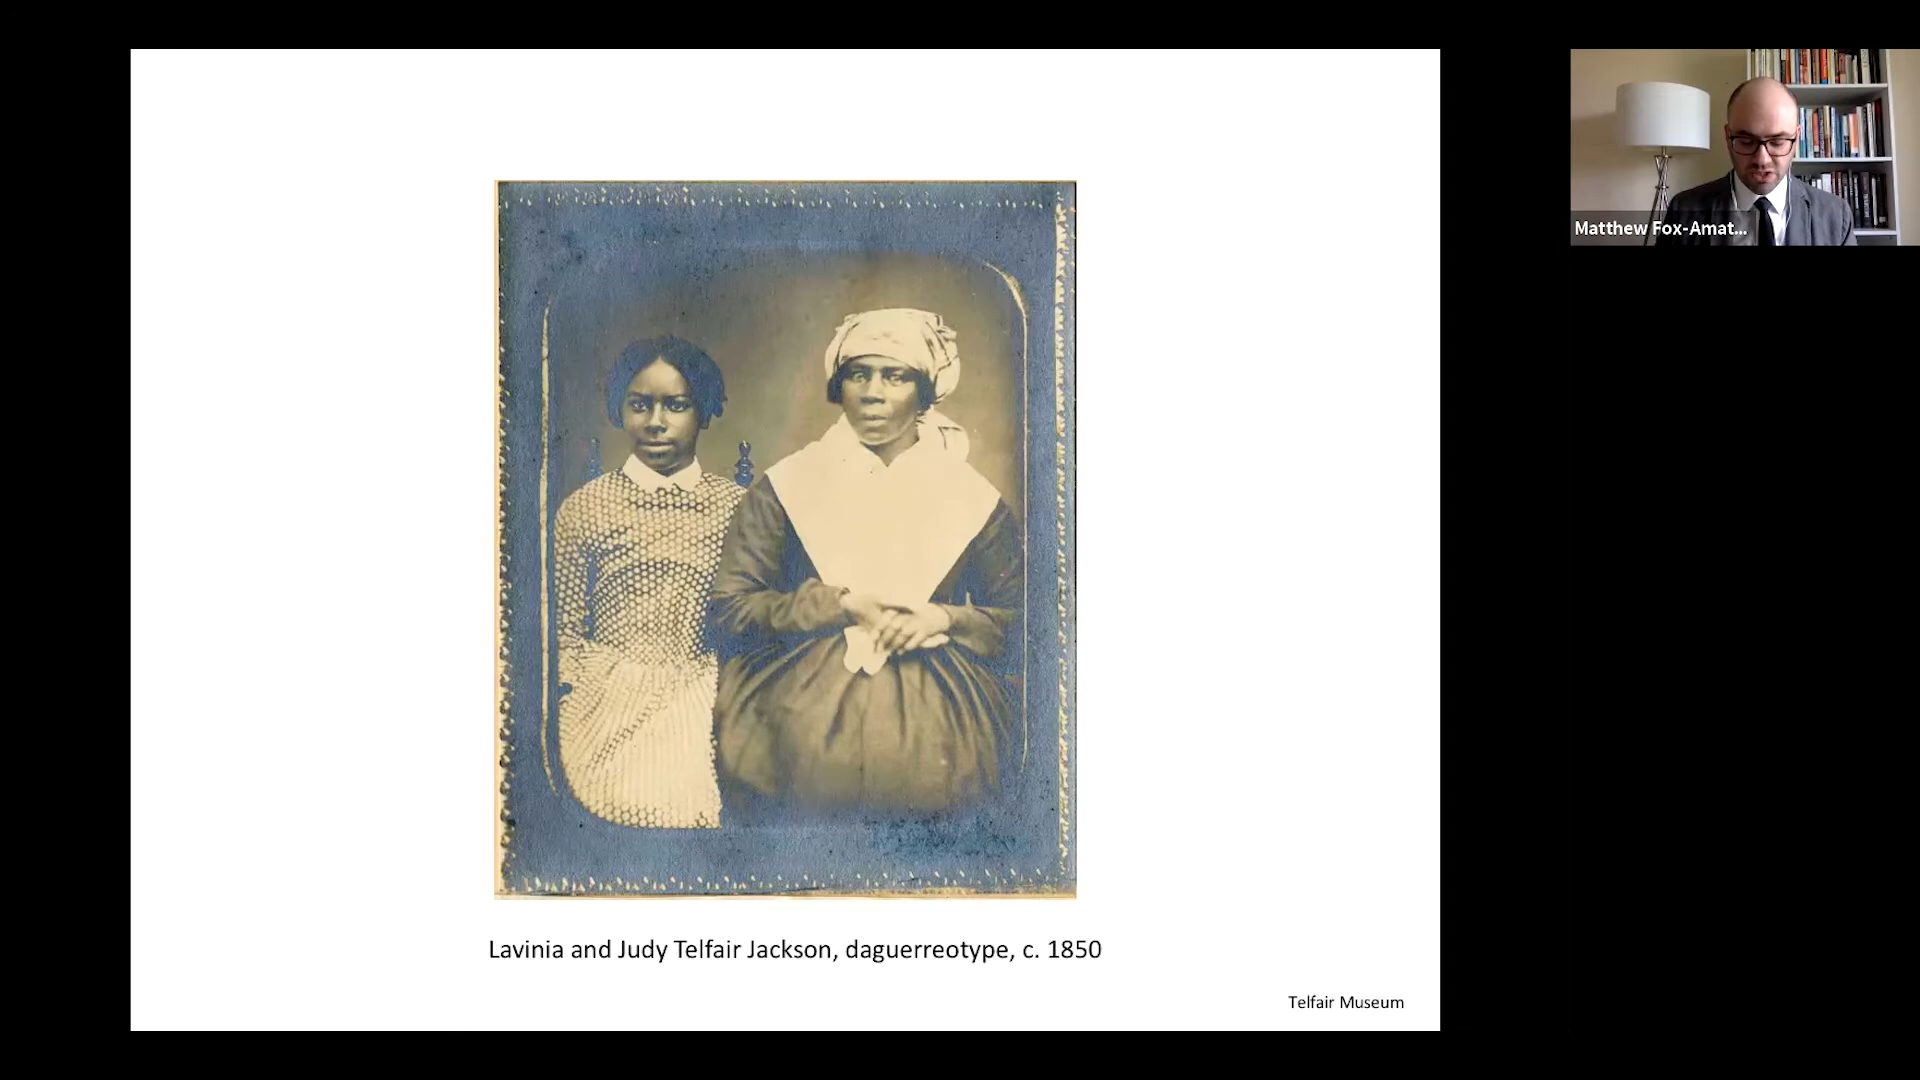 Matthew Fox-Amat...
Lavinia and Judy Telfair Jackson, daguerreotype, c. 1850
Telfair Museum